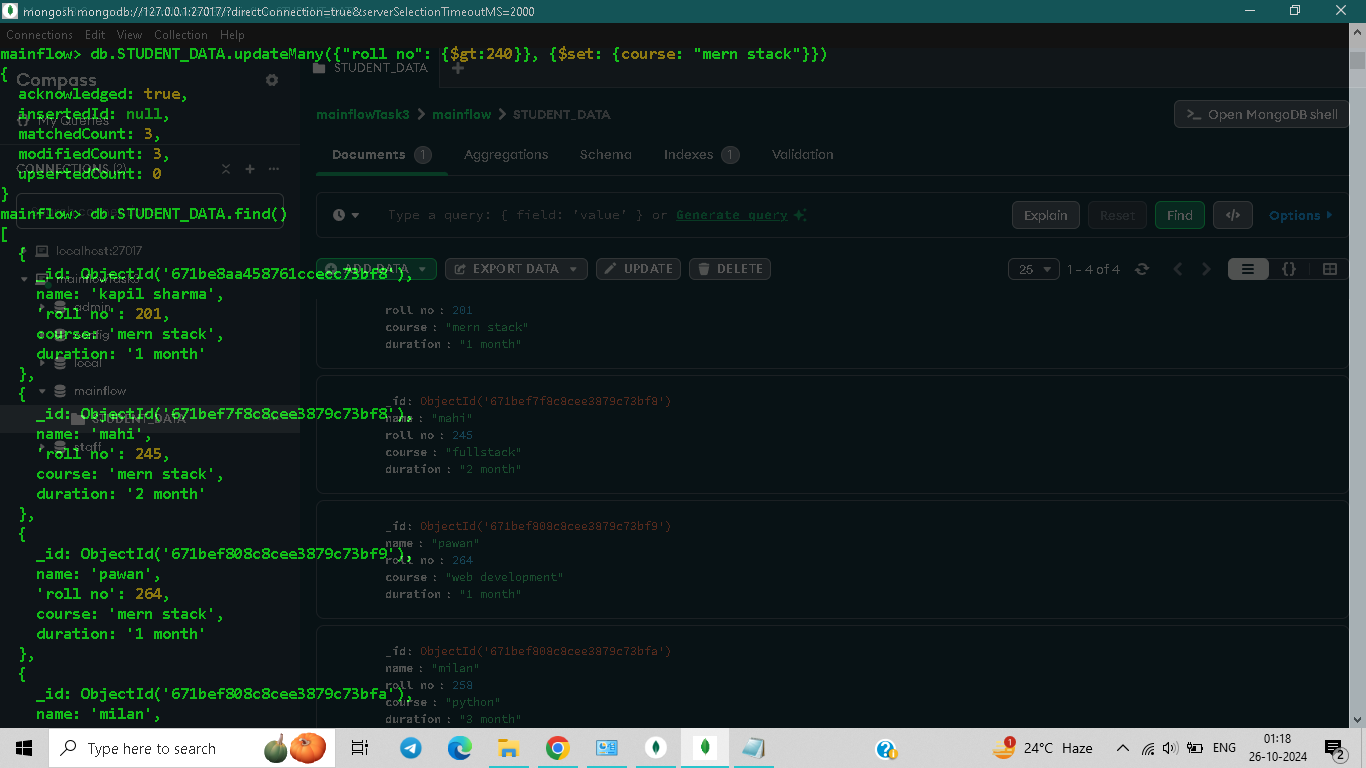 mongosh mongodb://127.0.0.1:27017/?directConnection=true&serverSelectionTimeoutMS=2000
Connections Edit View Collection Help
mainflow> db.STUDENT_DATA.updateMany({"roll no": {$gt:240}}, {$set: {course: "mern stack"}})
{
acknowledged: true,
insertedId: null,
matchedCount: 3,
modifiedCount: 3,
upsertedCount: 0
}
mainflow> db.STUDENT_DATA.find()
[
{
_id: ObjectId('671be8aa458761ccecc73bf8'),
name: 'kapil sharma',
'roll no': 201,
course: 'mern stack',
duration: '1 month'
},
{
_id: ObjectId('671bef7f8c8cee3879c73bf8'),
name: 'mahi',
'roll no': 245,
course: 'mern stack',
duration: '2 month'
},
{
_id: ObjectId('671bef808c8cee3879c73bf9'),
name: 'pawan',
'roll no': 264,
course: 'mern stack',
duration: '1 month'
},
{
_id: ObjectId('671bef808c8cee3879c73bfa'),
name: 'milan',
Compass
{} My Queries
CONNECTIONS (2)
localhost:27017
mainflowTask3
admin
config
local
mainflow
STUDENT_DATA
staff
STUDENT_DATA
mainflowTask3 > mainflow > STUDENT_DATA
>_ Open MongoDB shell
Documents 1 Aggregations Schema Indexes 1 Validation
Type a query: { field: 'value' } or Generate query
Explain Reset Find </> Options
ADD DATA EXPORT DATA UPDATE DELETE
25 1 - 4 of 4 {}
roll no : 201
course : "mern stack"
duration : "1 month"
_id: ObjectId('671bef7f8c8cee3879c73bf8')
name : "mahi"
roll no : 245
course : "fullstack"
duration : "2 month"
_id: ObjectId('671bef808c8cee3879c73bf9')
name : "pawan"
roll no : 264
course : "web development"
duration : "1 month"
_id: ObjectId('671bef808c8cee3879c73bfa')
name : "milan"
roll no : 258
course : "python"
duration : "3 month"
Type here to search
1
24°C Haze
ENG
01:18
26-10-2024
2